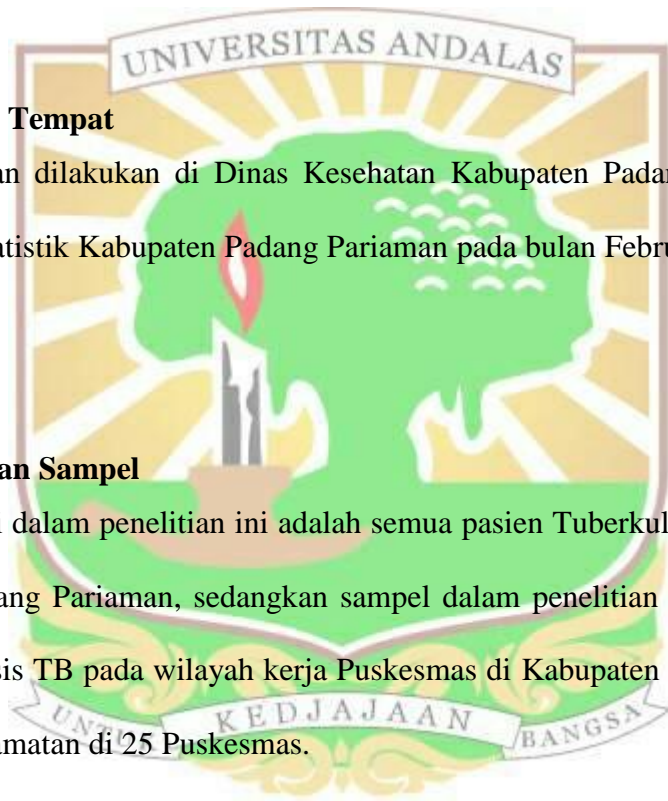 UNIVERSITAS ANDALAS
Tempat
an dilakukan di Dinas Kesehatan Kabupaten Padan
atistik Kabupaten Padang Pariaman pada bulan Febru
an Sampel
i dalam penelitian ini adalah semua pasien Tuberkul
ang Pariaman, sedangkan sampel dalam penelitian
sis TB pada wilayah kerja Puskesmas di Kabupaten
amatan di 25 Puskesmas.
UNTUK KEDJAJAAN BANGSA